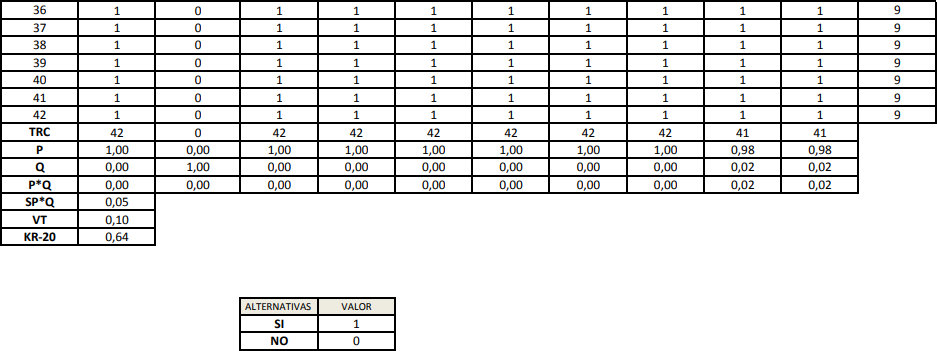 36 1 0 1 1 1 1 1 1 1 1 9
37 1 0 1 1 1 1 1 1 1 1 9
38 1 0 1 1 1 1 1 1 1 1 9
39 1 0 1 1 1 1 1 1 1 1 9
40 1 0 1 1 1 1 1 1 1 1 9
41 1 0 1 1 1 1 1 1 1 1 9
42 1 0 1 1 1 1 1 1 1 1 9
TRC 42 0 42 42 42 42 42 42 41 41
P 1,00 0,00 1,00 1,00 1,00 1,00 1,00 1,00 0,98 0,98
Q 0,00 1,00 0,00 0,00 0,00 0,00 0,00 0,00 0,02 0,02
P*Q 0,00 0,00 0,00 0,00 0,00 0,00 0,00 0,00 0,02 0,02
SP*Q 0,05
VT 0,10
KR-20 0,64
ALTERNATIVAS VALOR
SI 1
NO 0